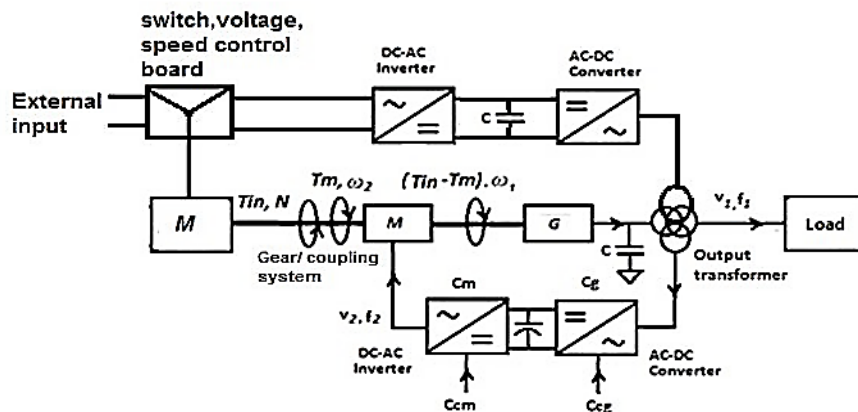 switch,voltage,
speed control
board
External
input
DC-AC
Inverter
AC-DC
Converter
C
Tin, N
Tm, ω2
(Tin -Tm).ω1
M
M
G
Gear/ coupling
system
C
v1,f1
Load
Output
transformer
v2,f2
Cm
Cg
DC-AC
Inverter
AC-DC
Converter
Ccm
Ccg